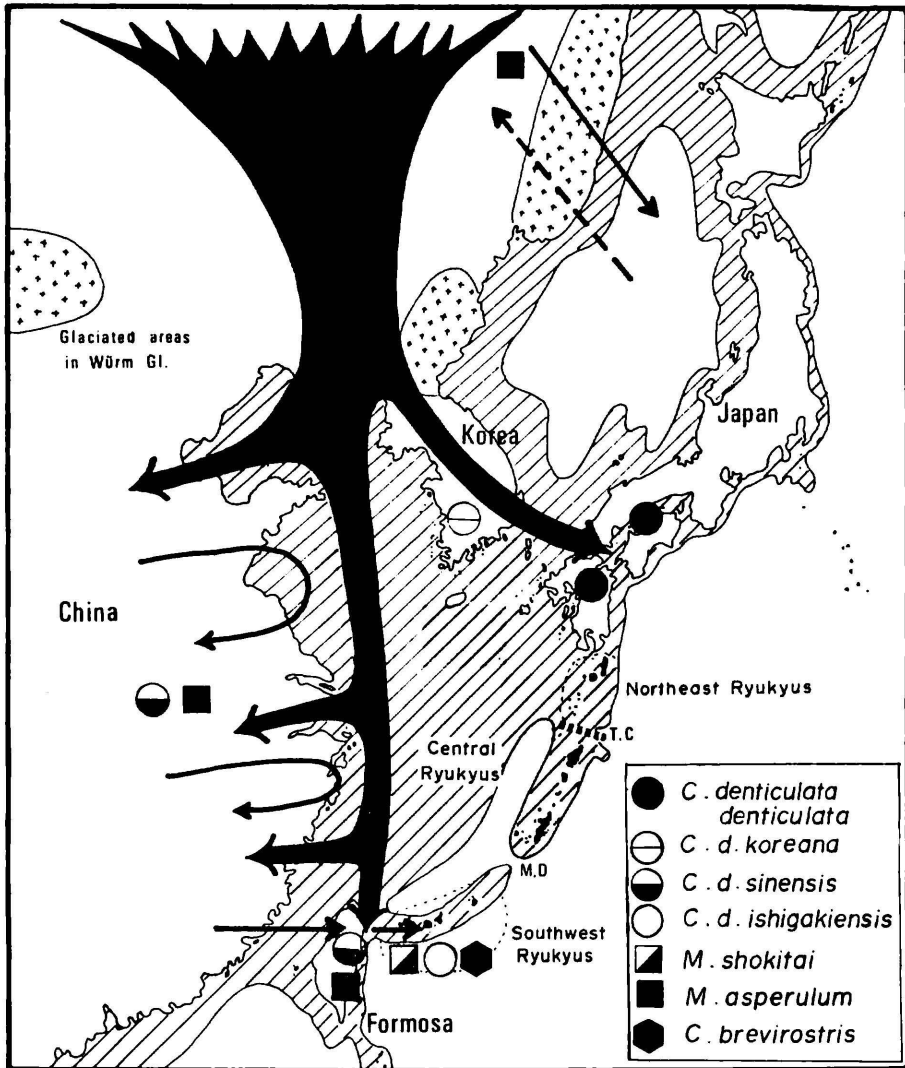 Glaciated areas
in Würm Gl.
Korea
Japan
China
Northeast Ryukyus
T.C
Central
Ryukyus
M.D
Southwest
Ryukyus
Formosa
C. denticulata
denticulata
C. d. koreana
C. d. sinensis
C. d. ishigakiensis
M. shokitai
M. asperulum
C. brevirostris